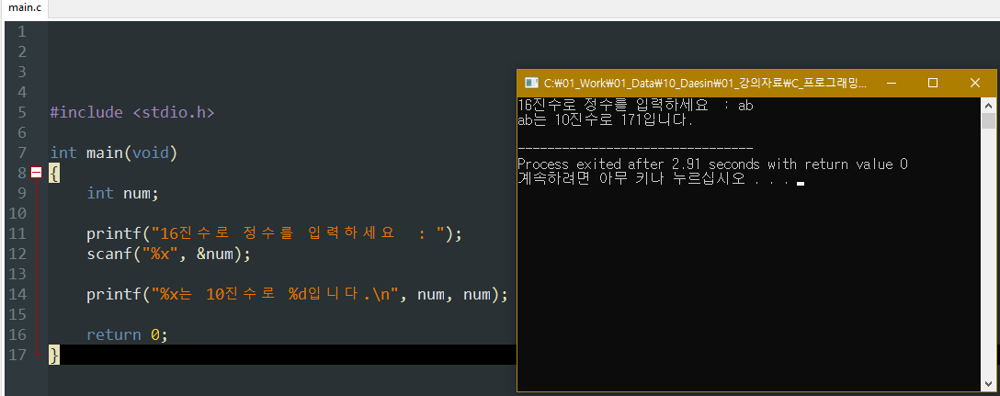 main.c
1
2
3
4
5 #include <stdio.h>
6
7 int main(void)
8 {
9     int num;
10
11     printf("16진수로 정수를 입력하세요 : ");
12     scanf("%x", &num);
13
14     printf("%x는 10진수로 %d입니다.\n", num, num);
15
16     return 0;
17 }
C:₩01_Work₩01_Data₩10_Daesin₩01_강의자료₩C_프로그래밍...
16진수로 정수를 입력하세요 : ab
ab는 10진수로 171입니다.
--------------------------------
Process exited after 2.91 seconds with return value 0
계속하려면 아무 키나 누르십시오 . . .